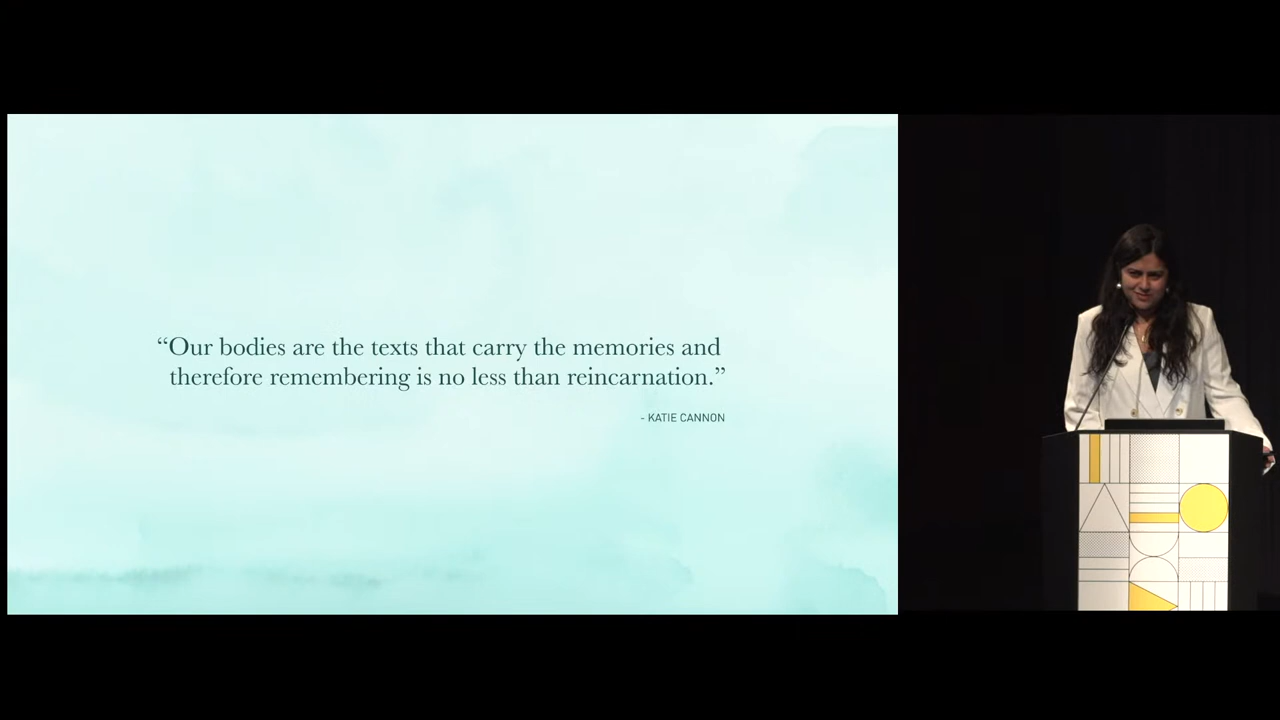 “Our bodies are the texts that carry the memories and
therefore remembering is no less than reincarnation.”
- KATIE CANNON